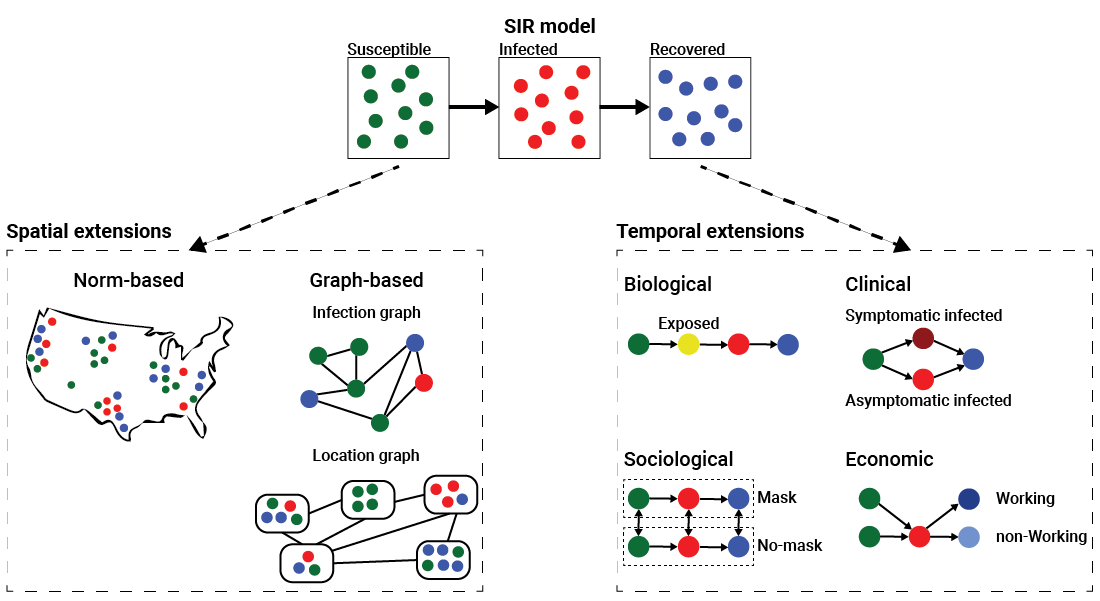 SIR model
Susceptible
Infected
Recovered
Spatial extensions
Norm-based
Graph-based
Infection graph
Location graph
Temporal extensions
Biological
Exposed
Clinical
Symptomatic infected
Asymptomatic infected
Sociological
Mask
No-mask
Economic
Working
non-Working